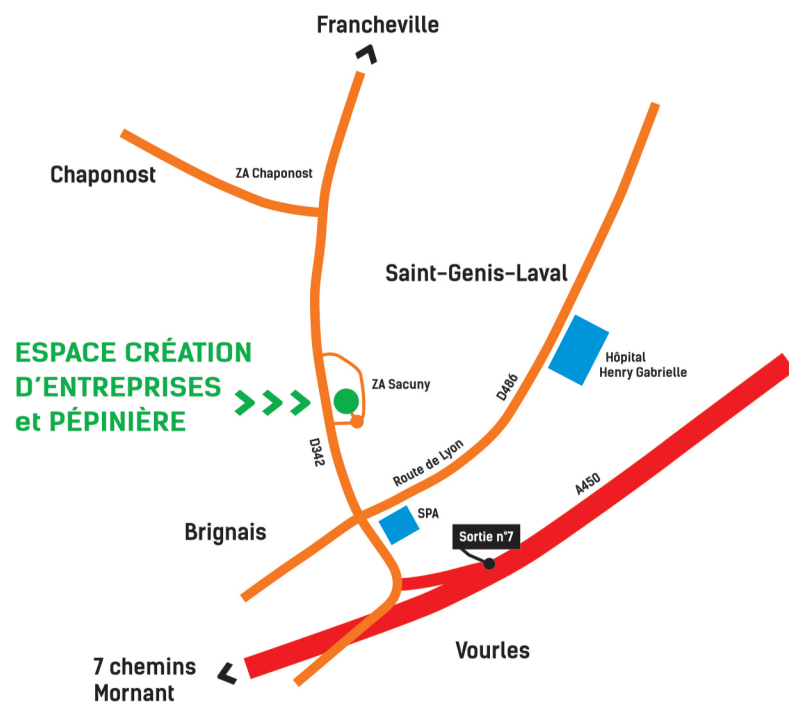 Francheville
Chaponost
ZA Chaponost
Saint-Genis-Laval
ESPACE CRÉATION
D'ENTREPRISES
et PÉPINIÈRE
ZA Sacuny
Hôpital
Henry Gabrielle
D486
D342
Route de Lyon
A450
SPA
Brignais
Sortie n°7
Vourles
7 chemins
Mornant